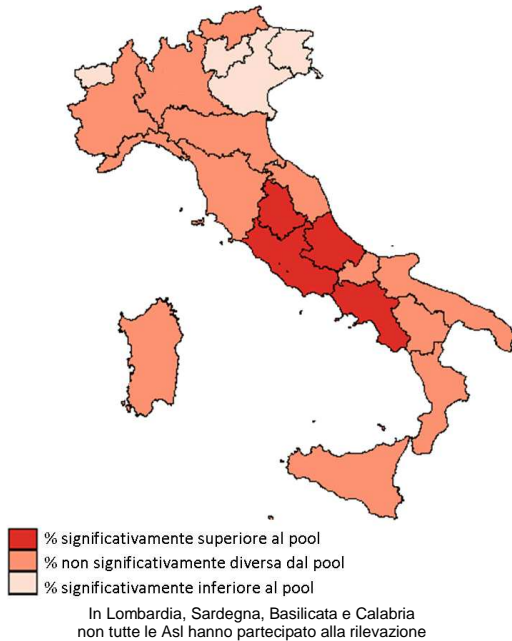 % significativamente superiore al pool
% non significativamente diversa dal pool
% significativamente inferiore al pool
In Lombardia, Sardegna, Basilicata e Calabria
non tutte le Asl hanno partecipato alla rilevazione